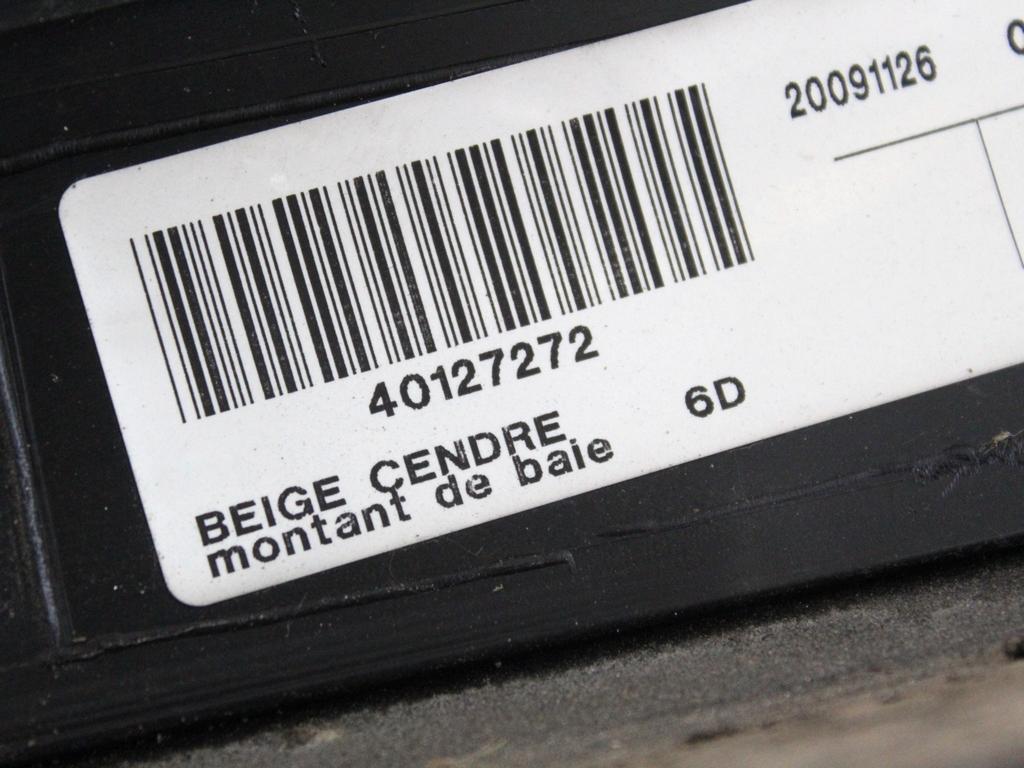 20091126
40127272
BEIGE CENDRE 6D
montant de baie